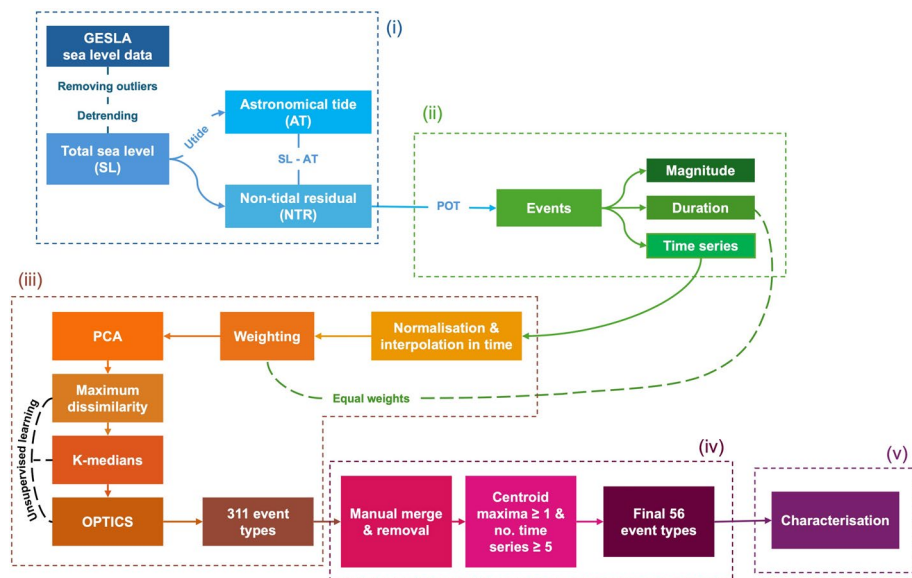 (i)
GESLA
sea level data
Removing outliers
Detrending
Total sea level
(SL)
Utide
Astronomical tide
(AT)
SL - AT
Non-tidal residual
(NTR)
POT
(ii)
Events
Magnitude
Duration
Time series
(iii)
PCA
Weighting
Normalisation &
interpolation in time
Equal weights
Maximum
dissimilarity
Unsupervised learning
K-medians
OPTICS
311 event
types
(iv)
Manual merge
& removal
Centroid
maxima ≥ 1 &
no. time
series ≥ 5
Final 56
event types
(v)
Characterisation